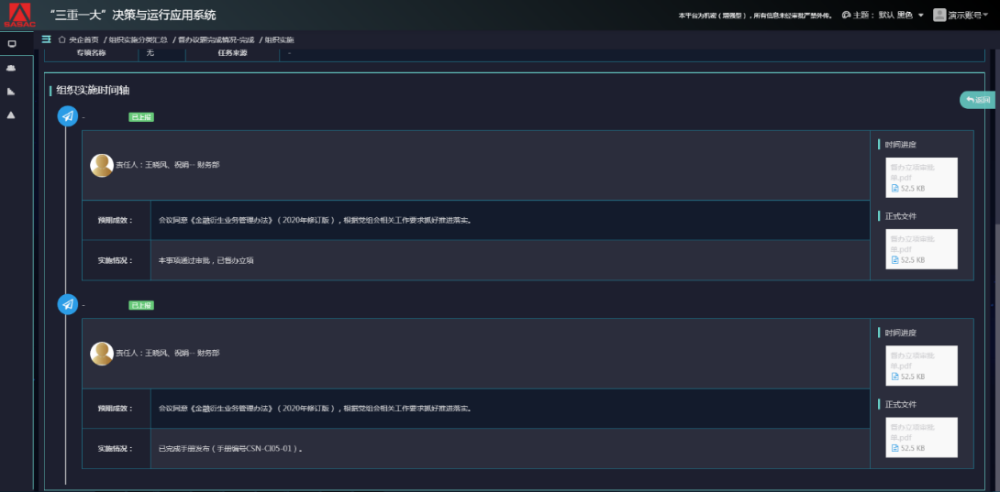 SASAC
“三重一大”决策与运行应用系统
本平台为机密（增强型），所有信息未经审批严禁外传。
主题： 默认 黑色
演示账号
央企首页 / 组织实施分类汇总 / 督办议题完成情况-完成 / 组织实施
专项名称 无 任务来源 -
组织实施时间轴
返回
- 已上报
责任人：王晓风、祝娟-- 财务部
时间进度
督办立项审批
单.pdf
52.5 KB
预期成效： 会议同意《金融衍生业务管理办法》（2020年修订版），根据党组会相关工作要求抓好推进落实。
正式文件
督办立项审批
单.pdf
52.5 KB
实施情况： 本事项通过审批，已督办立项
- 已上报
责任人：王晓风、祝娟-- 财务部
时间进度
督办立项审批
单.pdf
52.5 KB
预期成效： 会议同意《金融衍生业务管理办法》（2020年修订版），根据党组会相关工作要求抓好推进落实。
正式文件
督办立项审批
单.pdf
52.5 KB
实施情况： 已完成手册发布（手册编号CSN-CI05-01）。